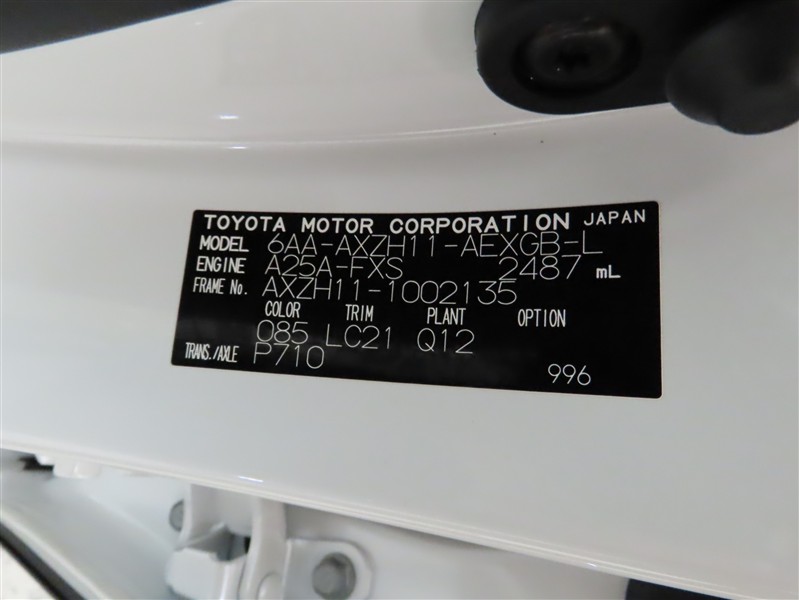 TOYOTA MOTOR CORPORATION JAPAN
MODEL 6AA-AXZH11-AEXGB-L
ENGINE A25A-FXS 2487 mL
FRAME No. AXZH11-1002135
COLOR TRIM PLANT OPTION
085 LC21 Q12
TRANS./AXLE P710
996